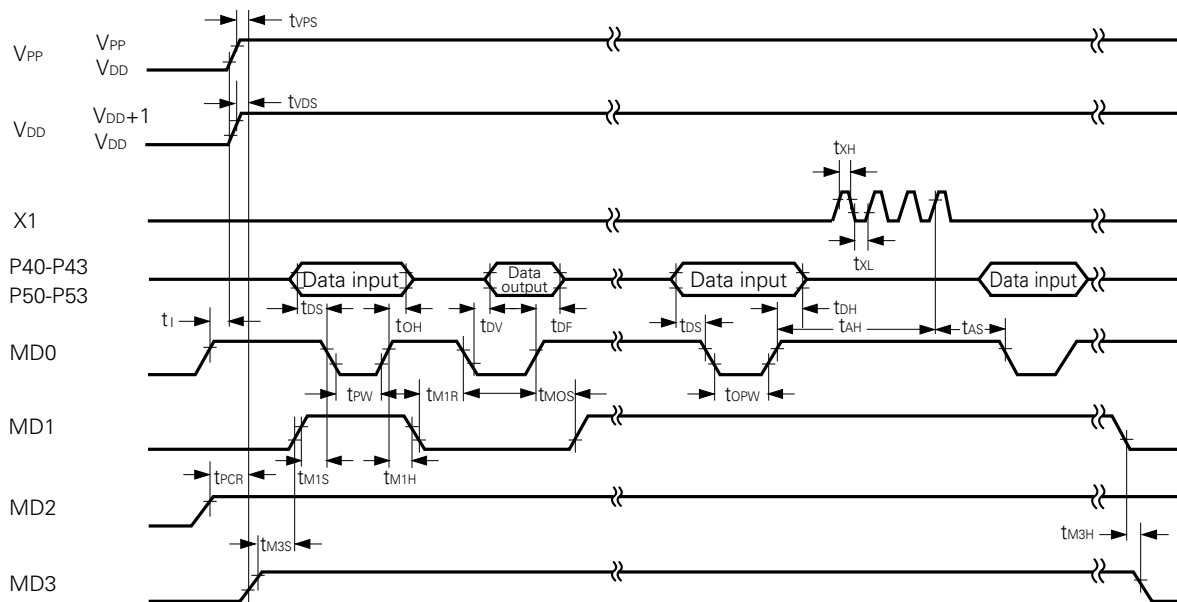 tVPS
VPP VPP
VDD
tVDS
VDD VDD+1
VDD
tXH
X1
tXL
P40-P43
P50-P53
Data input
Data
output
Data input
Data input
tI
tDS
tOH
tDV
tDF
tDS
tDH
tAH
tAS
MD0
tPW
tM1R
tMOS
tOPW
MD1
tPCR
tM1S
tM1H
MD2
tM3S
tM3H
MD3